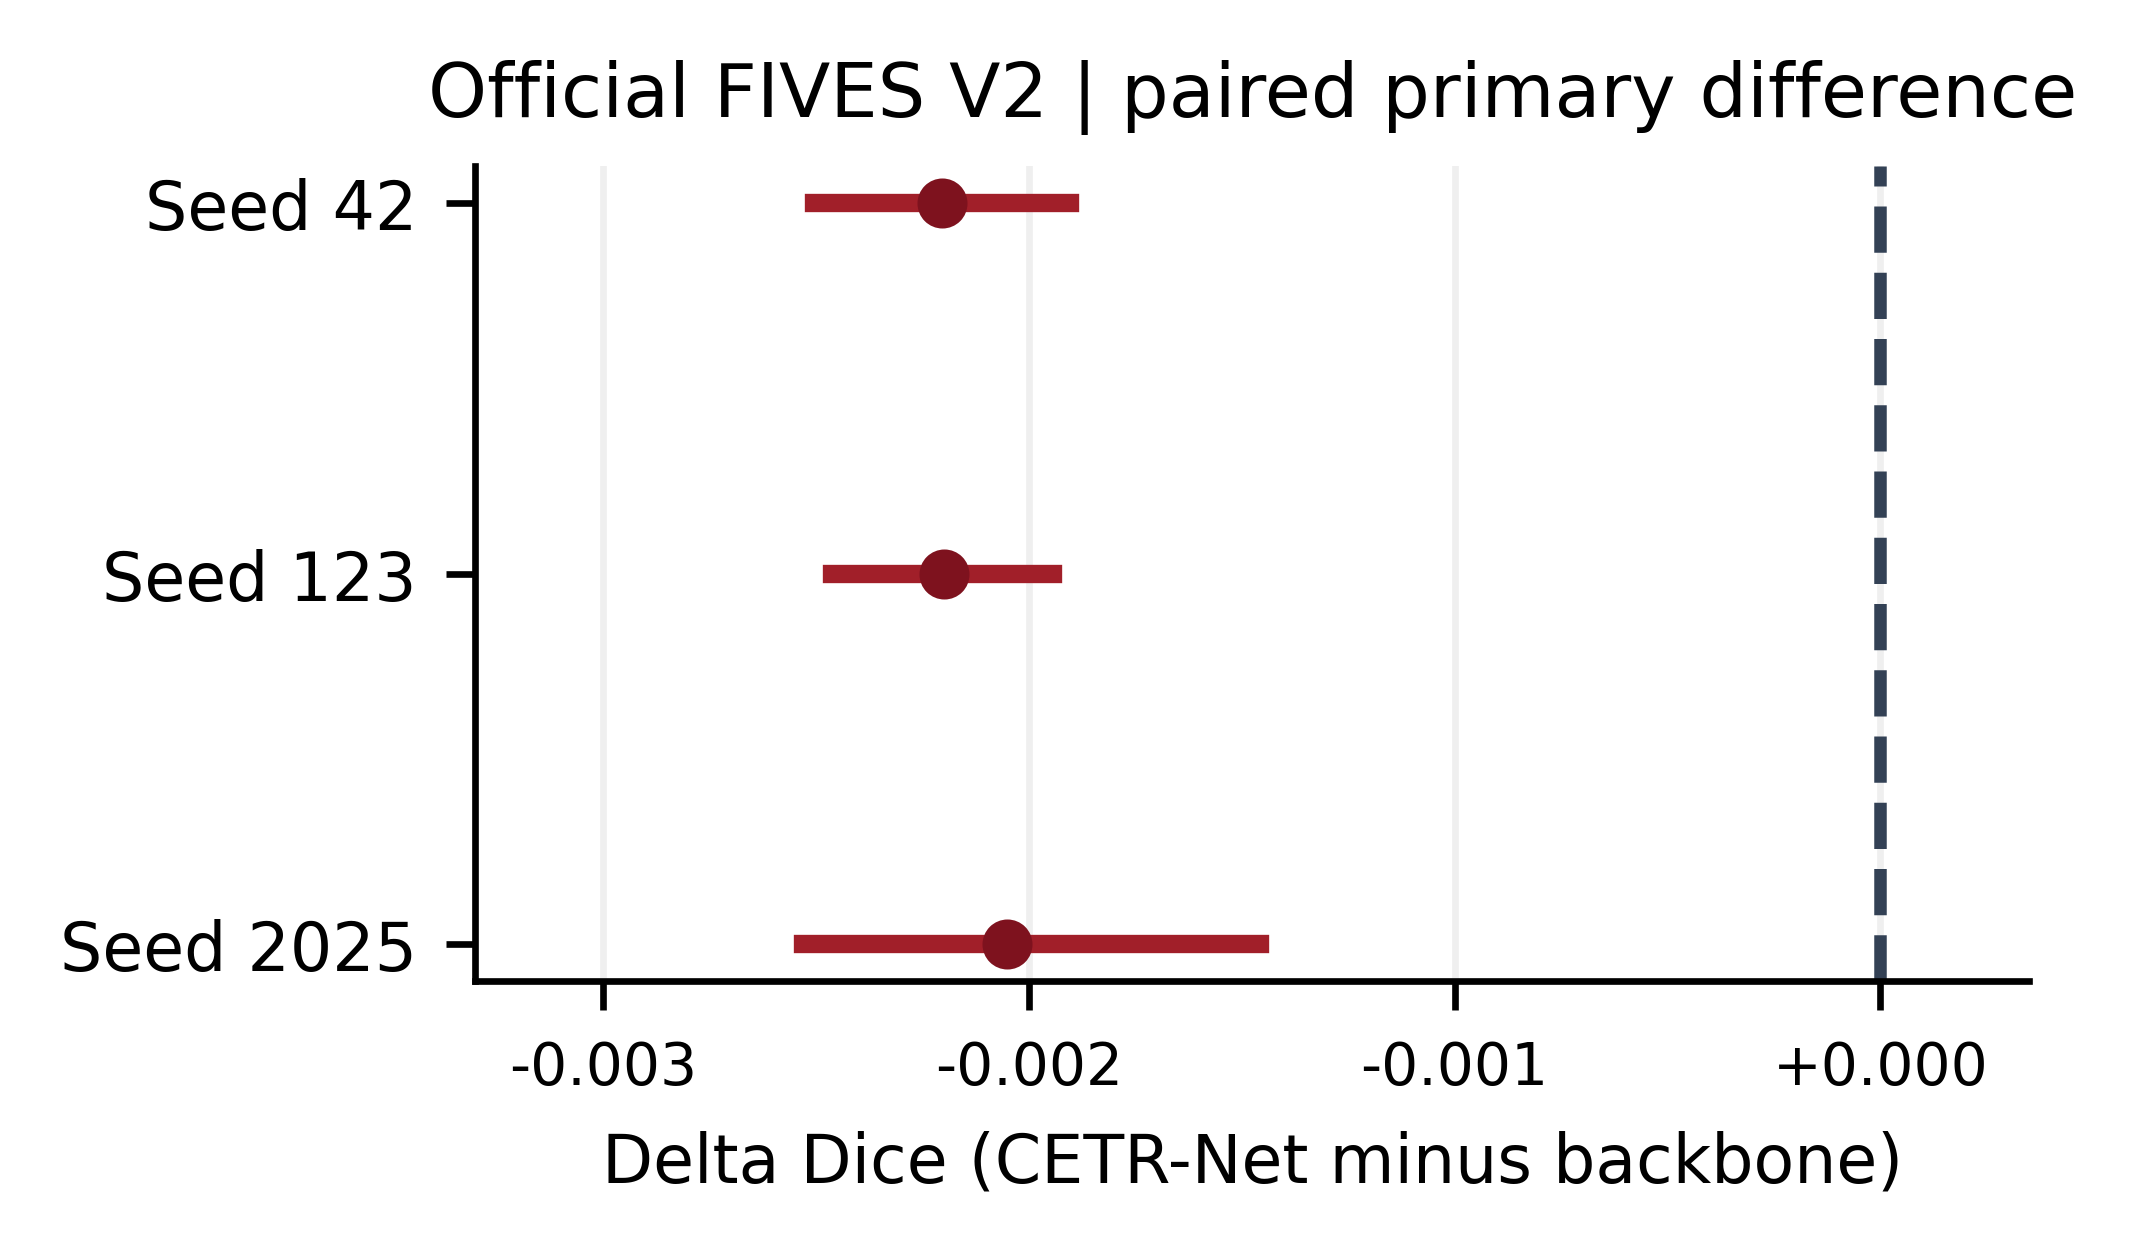 Official FIVES V2 | paired primary difference
Seed 42
Seed 123
Seed 2025
-0.003 -0.002 -0.001 +0.000
Delta Dice (CETR-Net minus backbone)